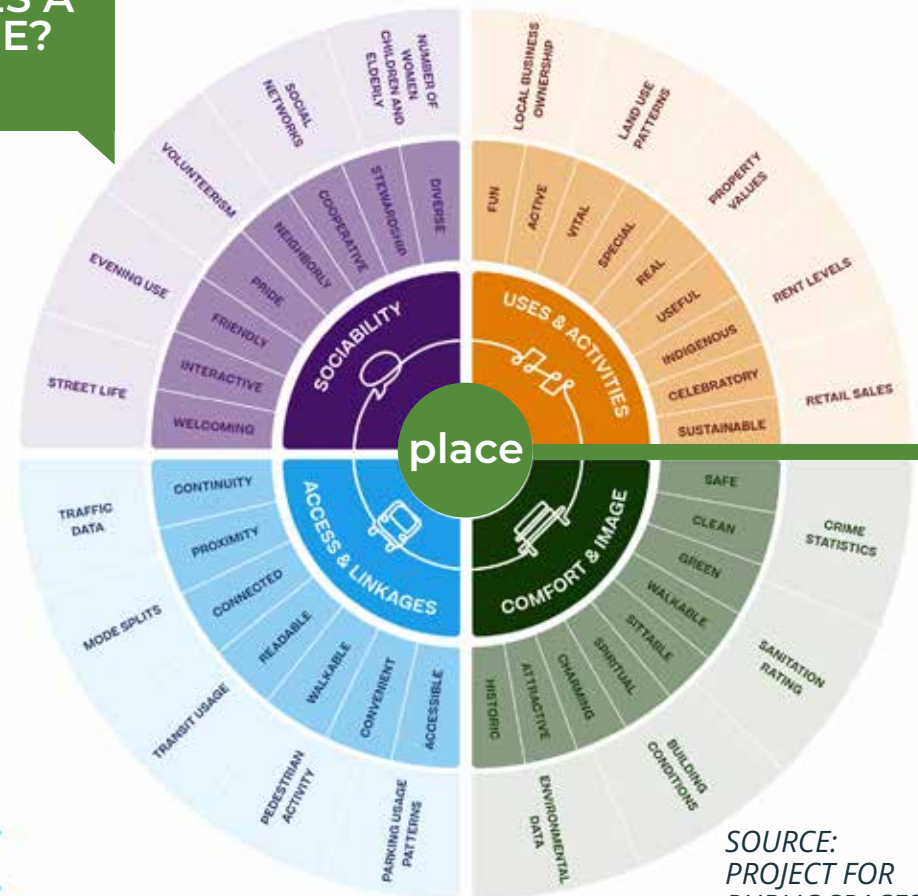 E?
NUMBER OF
WOMEN
CHILDREN AND
ELDERLY
SOCIAL
NETWORKS
VOLUNTEERISM
EVENING USE
STREET LIFE
DIVERSE
STEWARDSHIP
COOPERATIVE
NEIGHBORLY
PRIDE
FRIENDLY
INTERACTIVE
WELCOMING
SOCIABILITY
LOCAL BUSINESS
OWNERSHIP
LAND USE
PATTERNS
PROPERTY
VALUES
RENT LEVELS
RETAIL SALES
FUN
ACTIVE
VITAL
SPECIAL
REAL
USEFUL
INDIGENOUS
CELEBRATORY
SUSTAINABLE
USES & ACTIVITIES
place
TRAFFIC
DATA
MODE SPLITS
TRANSIT USAGE
PEDESTRIAN
ACTIVITY
PARKING USAGE
PATTERNS
CONTINUITY
PROXIMITY
CONNECTED
READABLE
WALKABLE
CONVENIENT
ACCESSIBLE
ACCESS & LINKAGES
COMFORT & IMAGE
SAFE
CLEAN
GREEN
WALKABLE
SITTABLE
SPIRITUAL
CHARMING
ATTRACTIVE
HISTORIC
CRIME
STATISTICS
SANITATION
RATING
BUILDING
CONDITIONS
ENVIRONMENTAL
DATA
SOURCE:
PROJECT FOR
PUBLIC SPACES